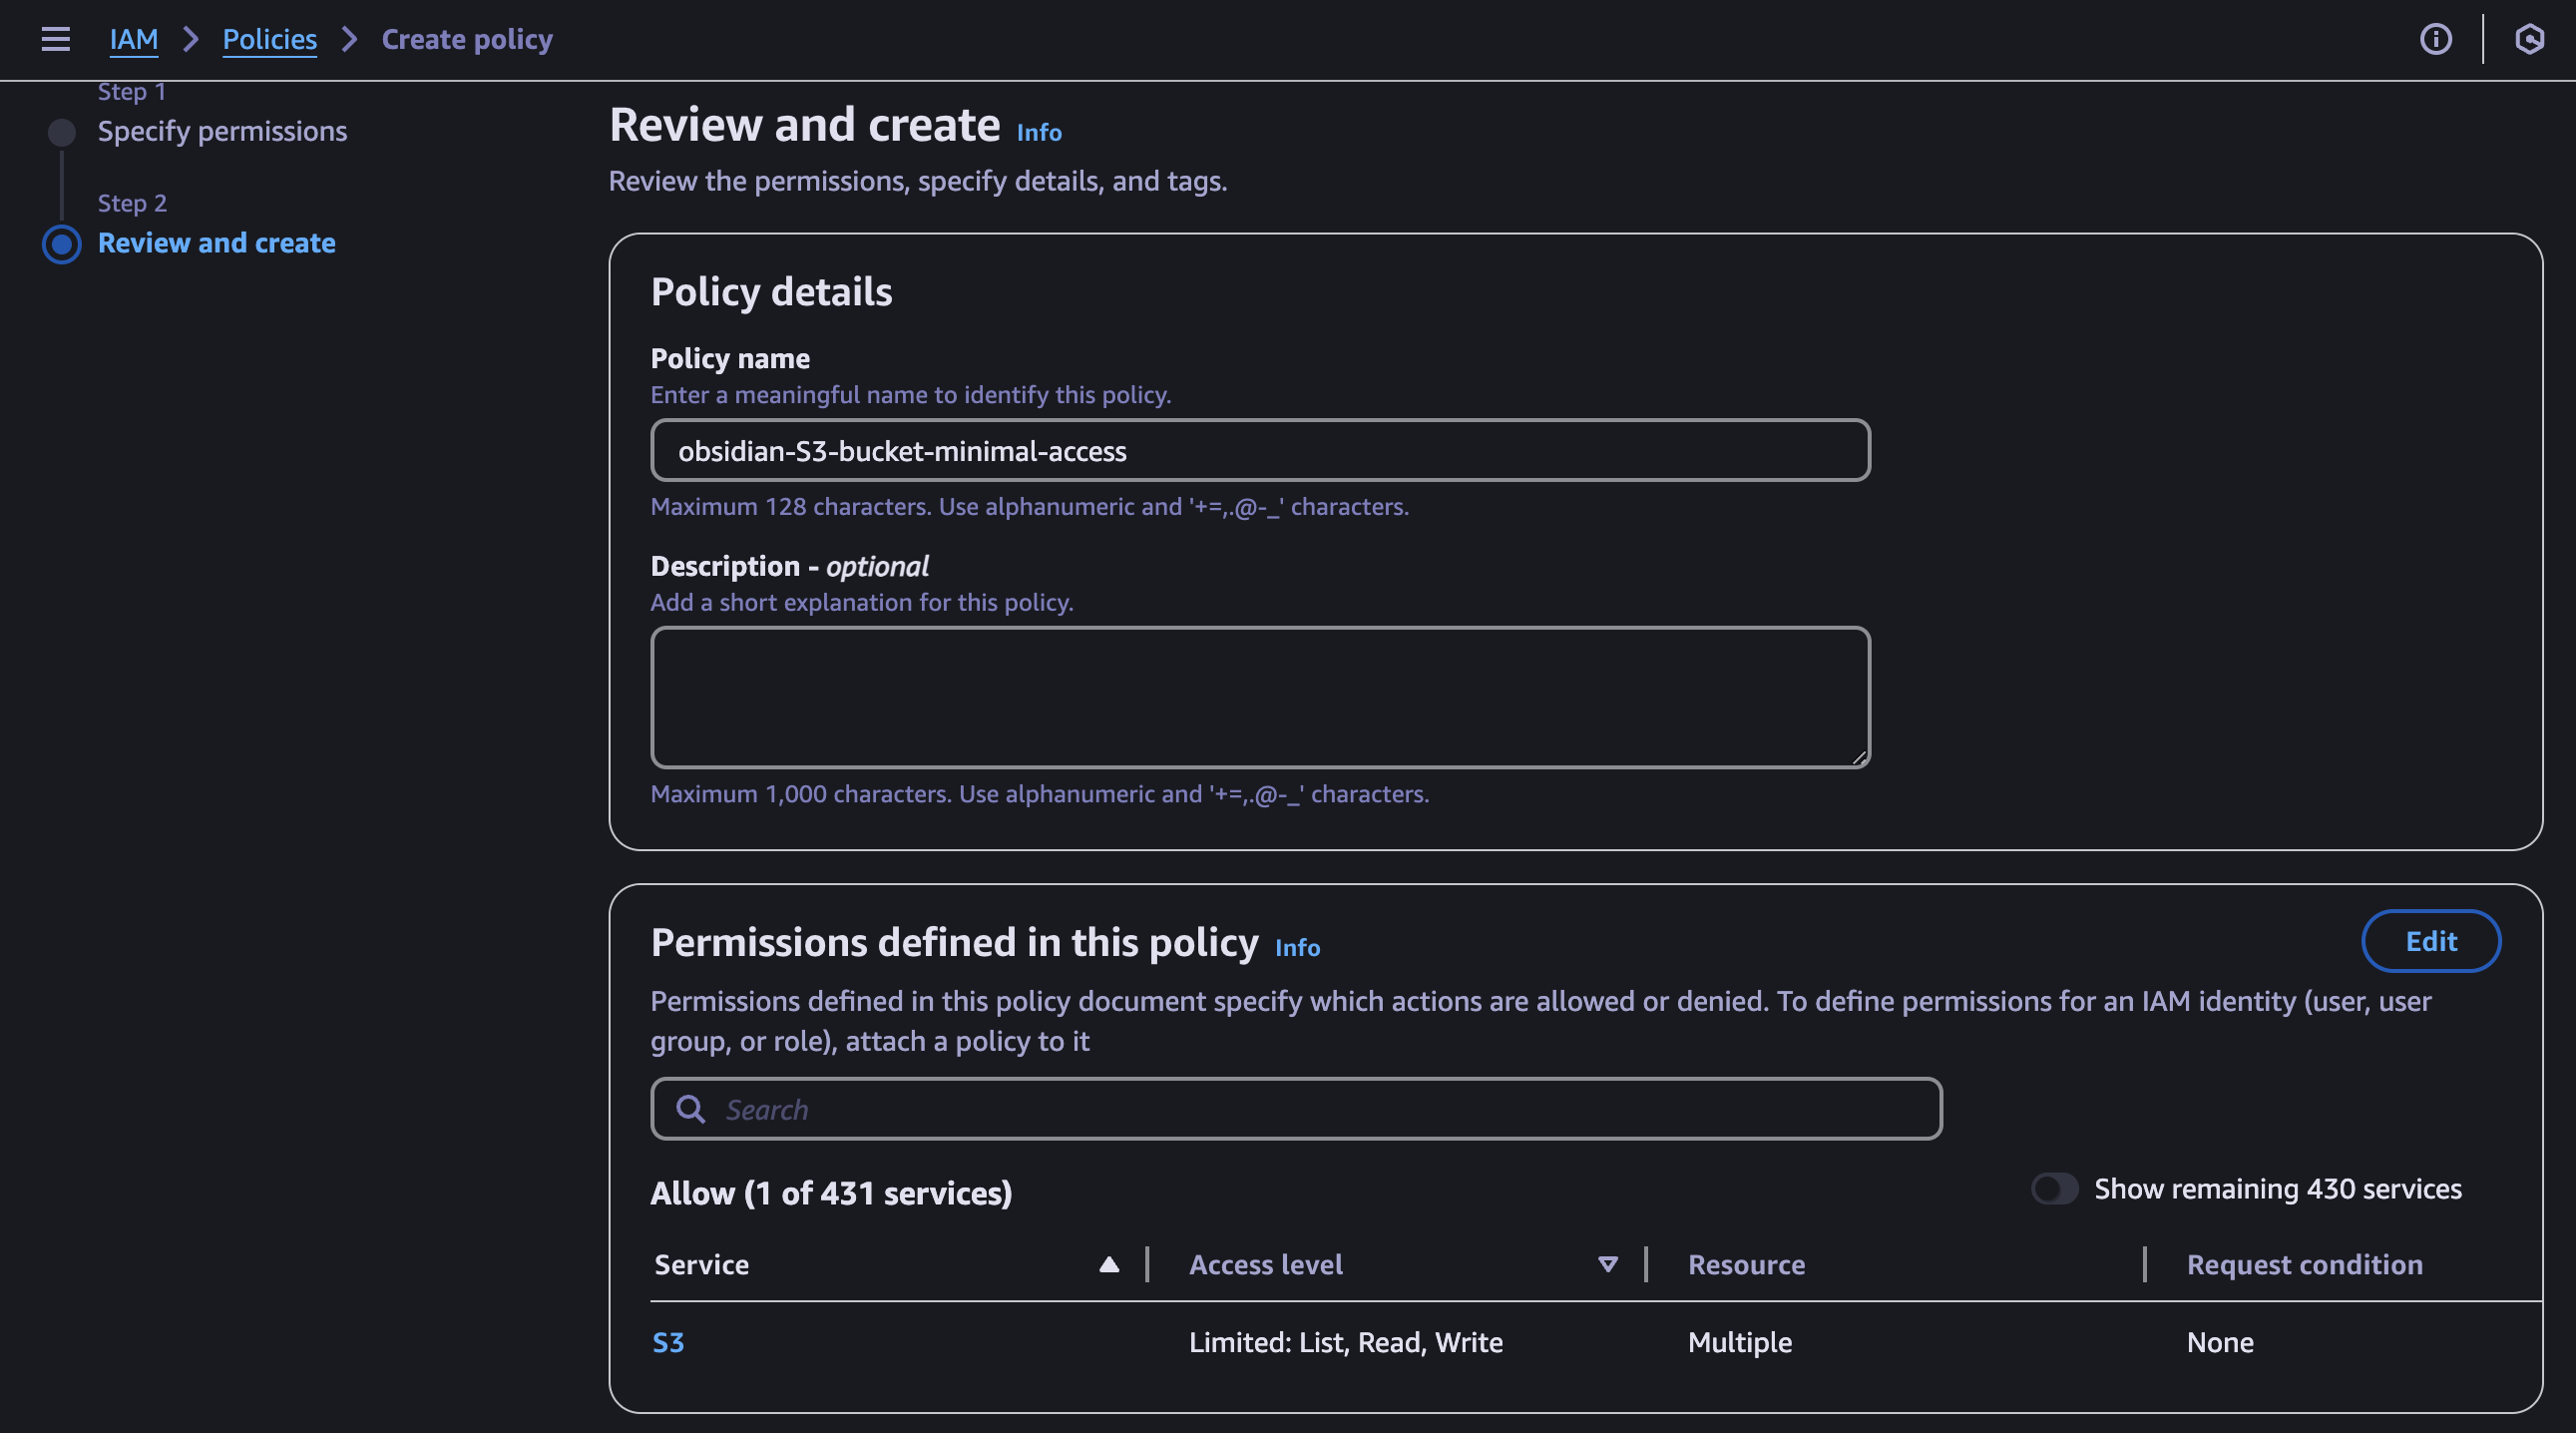 IAM > Policies > Create policy
Step 1
Specify permissions
Step 2
Review and create
Review and create Info
Review the permissions, specify details, and tags.
Policy details
Policy name
Enter a meaningful name to identify this policy.
obsidian-S3-bucket-minimal-access
Maximum 128 characters. Use alphanumeric and '+=,.@-_' characters.
Description - optional
Add a short explanation for this policy.
Maximum 1,000 characters. Use alphanumeric and '+=,.@-_' characters.
Permissions defined in this policy Info
Edit
Permissions defined in this policy document specify which actions are allowed or denied. To define permissions for an IAM identity (user, user
group, or role), attach a policy to it
Search
Allow (1 of 431 services)
Show remaining 430 services
Service Access level Resource Request condition
S3 Limited: List, Read, Write Multiple None